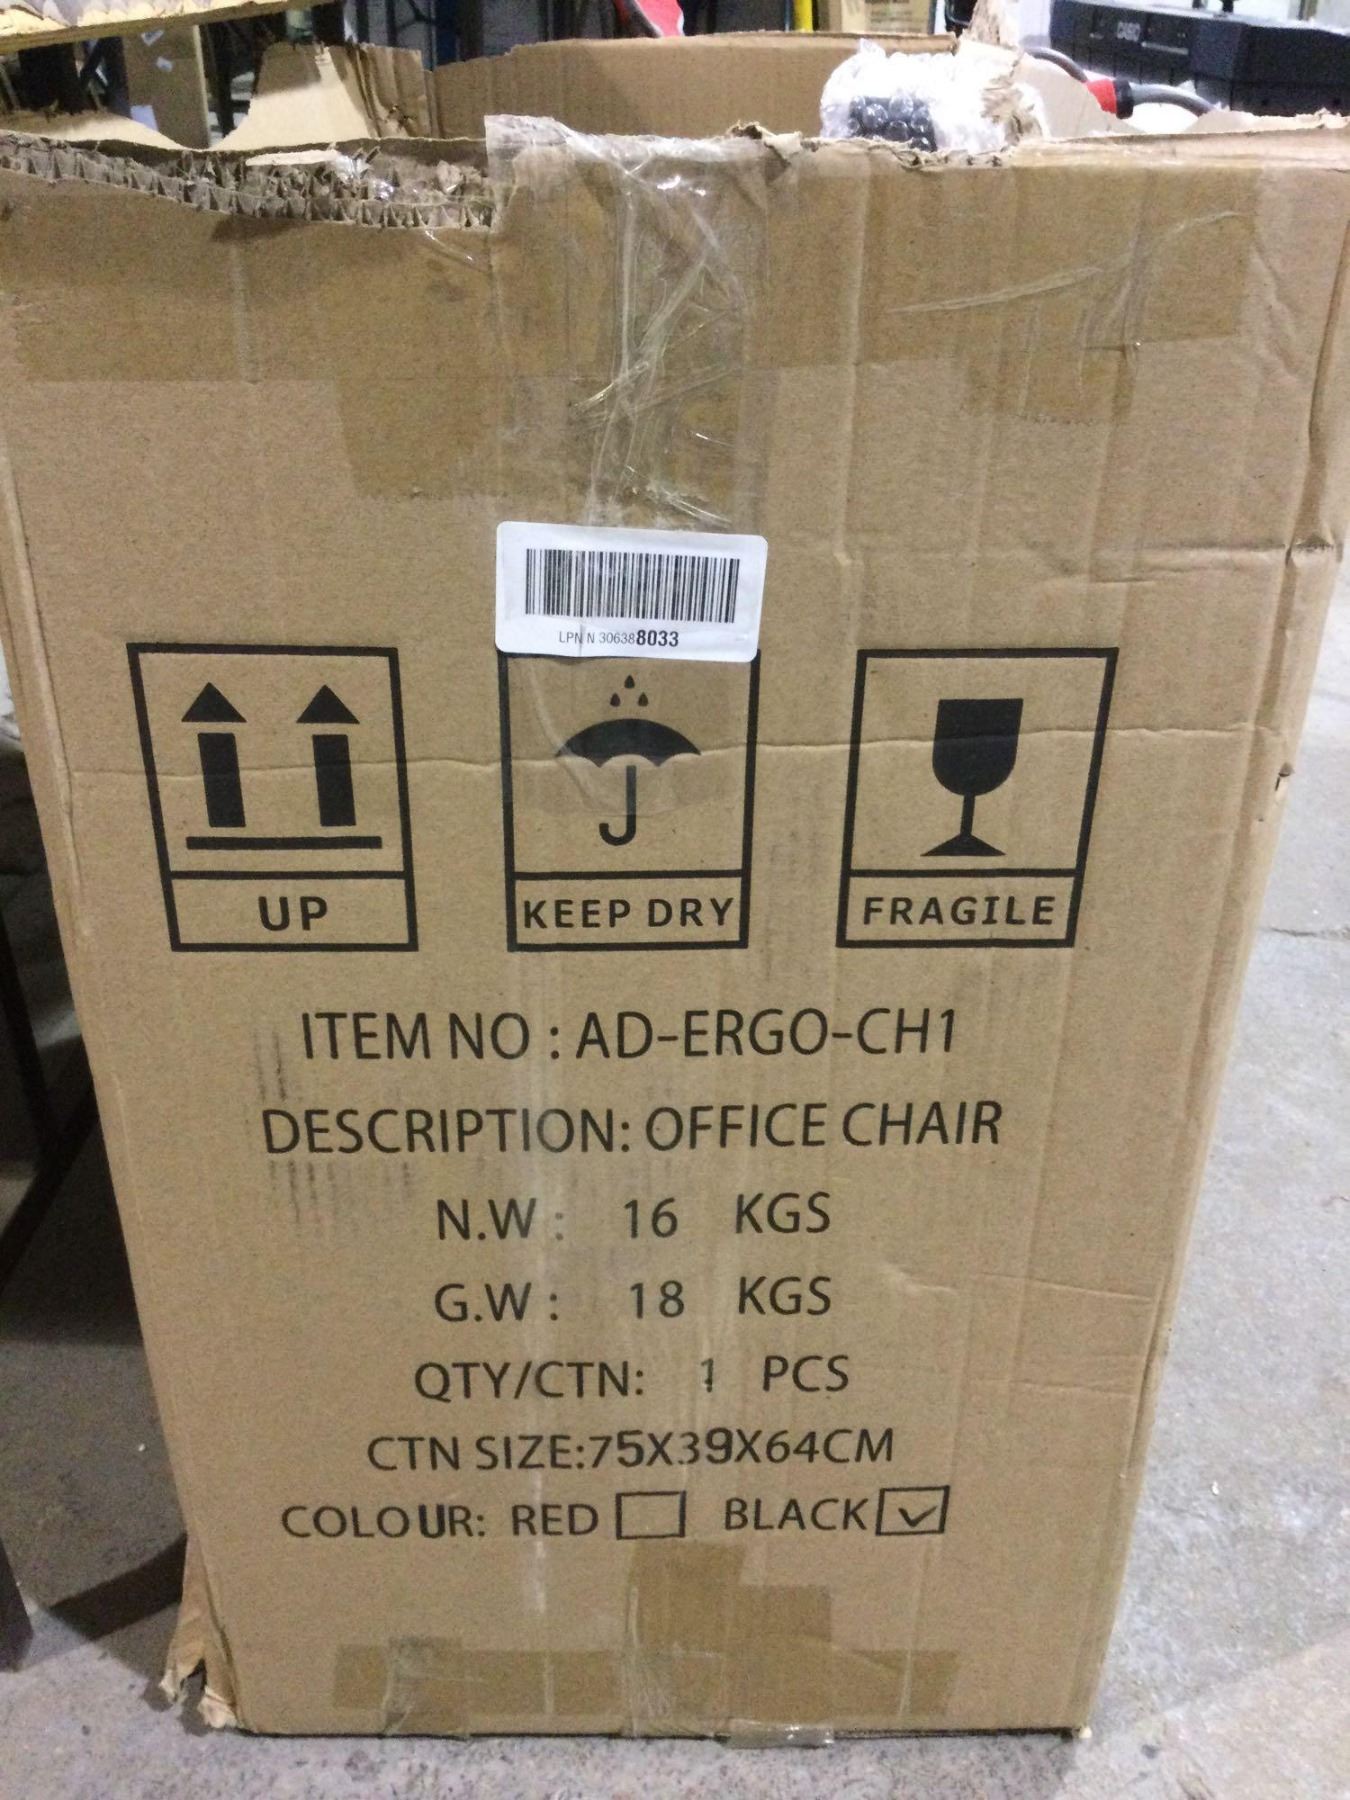 CASIO
LPN N 306388033
UP
KEEP DRY
FRAGILE
ITEM NO : AD-ERGO-CH1
DESCRIPTION: OFFICE CHAIR
N.W : 16 KGS
G.W : 18 KGS
QTY/CTN: 1 PCS
CTN SIZE:75X39X64CM
COLOUR: RED BLACK